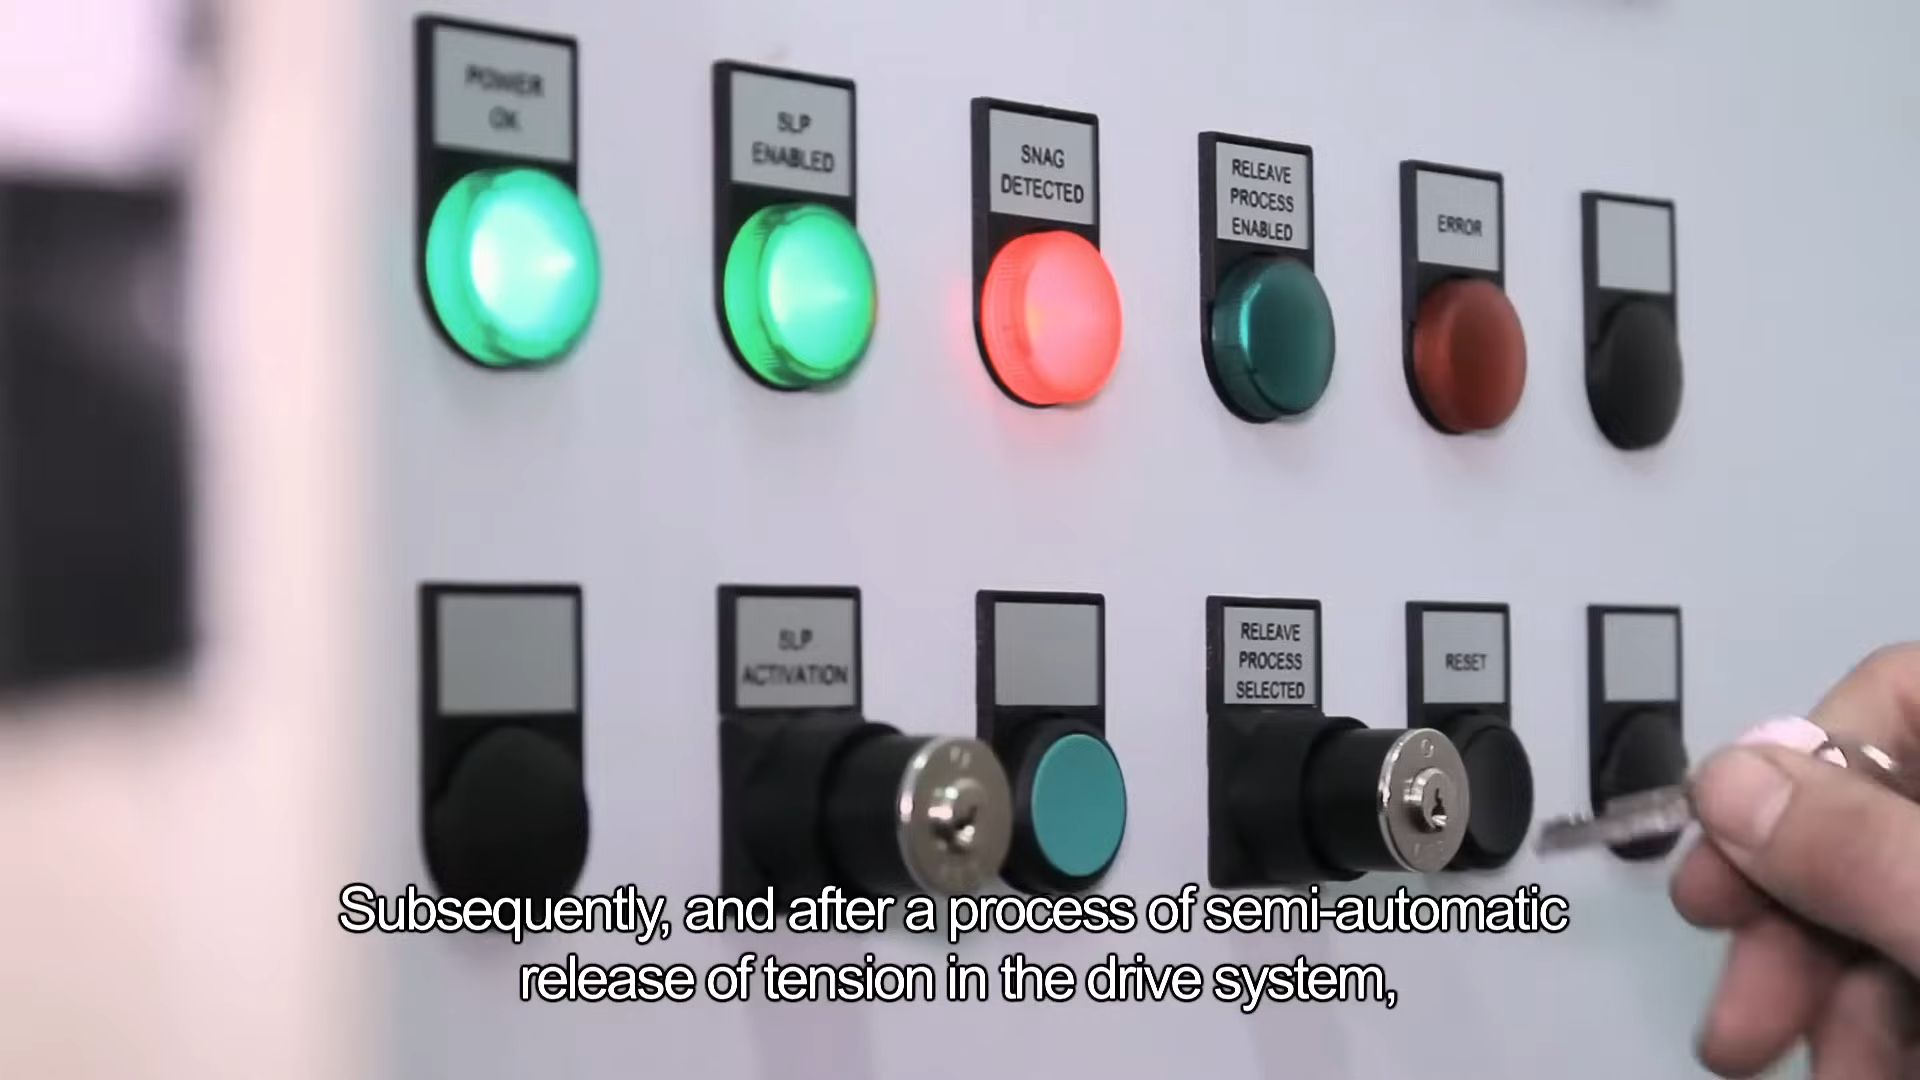 POWER
OK
SLP
ENABLED
SNAG
DETECTED
RELEAVE
PROCESS
ENABLED
ERROR
SLP
ACTIVATION
RELEAVE
PROCESS
SELECTED
RESET
Subsequently, and after a process of semi-automatic
release of tension in the drive system,